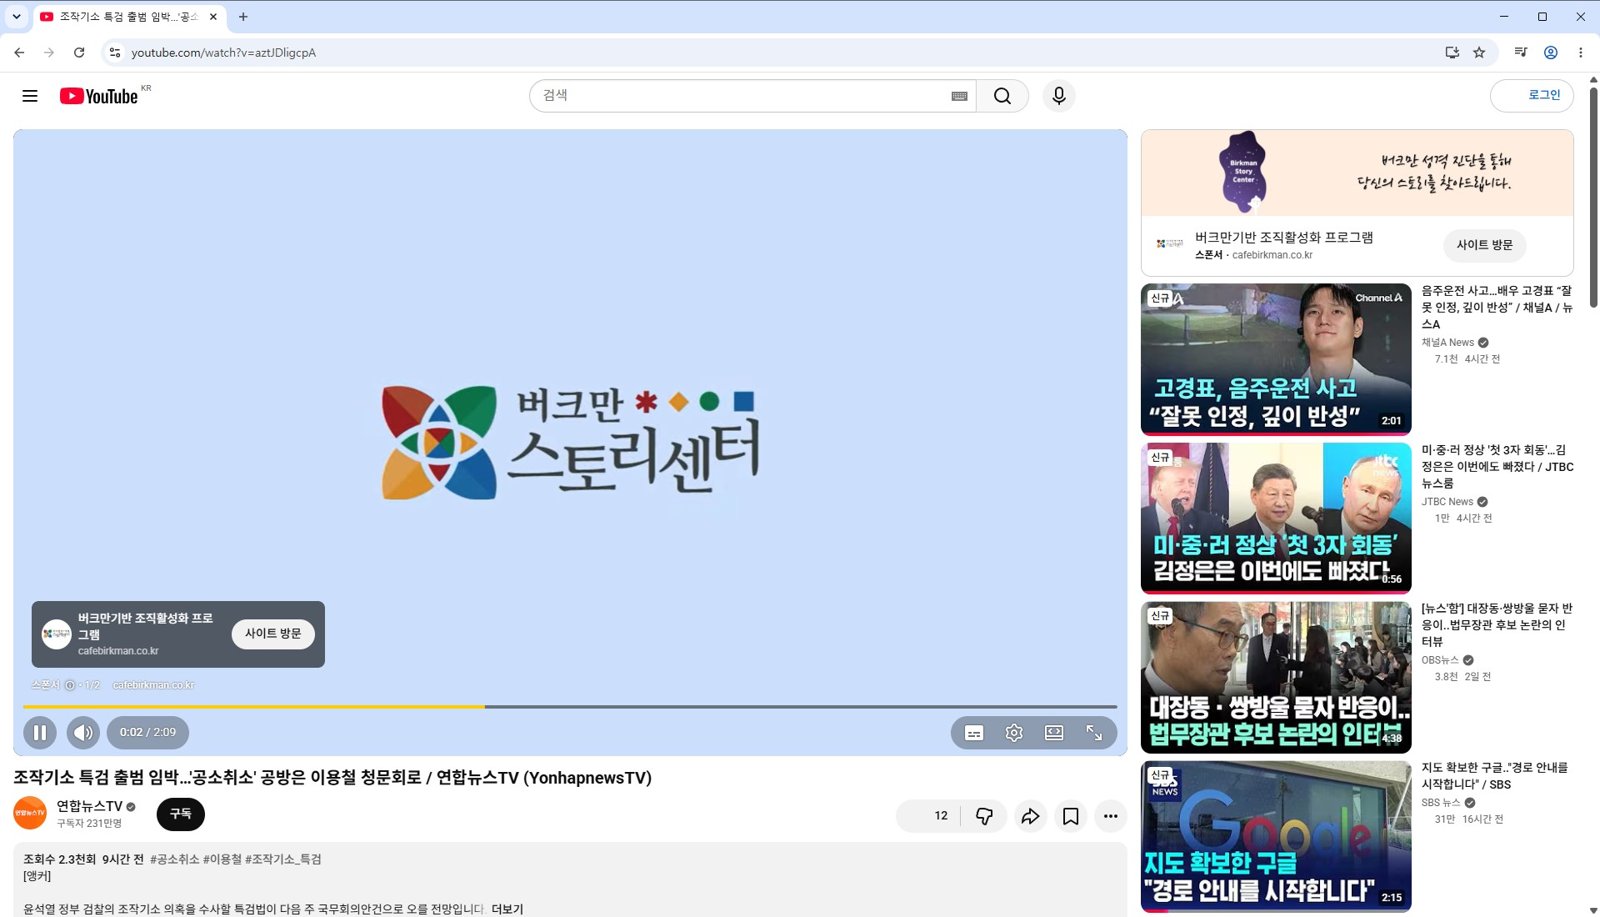 조작기소 특검 출범 임박...'공소
youtube.com/watch?v=aztJDligcpA
YouTube KR
검색
로그인
버크만
스토리센터
버크만기반 조직활성화 프로
그램
cafebirkman.co.kr
사이트 방문
스폰서 · 1/2 cafebirkman.co.kr
0:02 / 2:09
조작기소 특검 출범 임박...'공소취소' 공방은 이용철 청문회로 / 연합뉴스TV (YonhapnewsTV)
연합뉴스TV
연합뉴스TV
구독자 231만명
구독
12
조회수 2.3천회 9시간 전 #공소취소 #이용철 #조작기소_특검
[앵커]
윤석열 정부 검찰의 조작기소 의혹을 수사할 특검법이 다음 주 국무회의안건으로 오를 전망입니다. 더보기
Birkman
Story
Center
버크만 성격 진단을 통해
당신의 스토리를 찾아드립니다.
버크만기반 조직활성화 프로그램
스폰서 · cafebirkman.co.kr
사이트 방문
신규
Channel A
고경표, 음주운전 사고
“잘못 인정, 깊이 반성”
2:01
음주운전 사고…배우 고경표 “잘
못 인정, 깊이 반성” / 채널A / 뉴
스A
채널A News
7.1천 4시간 전
신규
jtbc
news
미·중·러 정상 '첫 3자 회동'
김정은은 이번에도 빠졌다
0:56
미·중·러 정상 '첫 3자 회동'…김
정은은 이번에도 빠졌다 / JTBC
뉴스룸
JTBC News
1만 4시간 전
신규
대장동·쌍방울 묻자 반응이..
법무장관 후보 논란의 인터뷰
4:38
[뉴스'합'] 대장동·쌍방울 묻자 반
응이..법무장관 후보 논란의 인
터뷰
OBS뉴스
3.8천 2일 전
신규
SBS
NEWS
Google
지도 확보한 구글
"경로 안내를 시작합니다"
2:15
지도 확보한 구글.."경로 안내를
시작합니다" / SBS
SBS 뉴스
31만 16시간 전